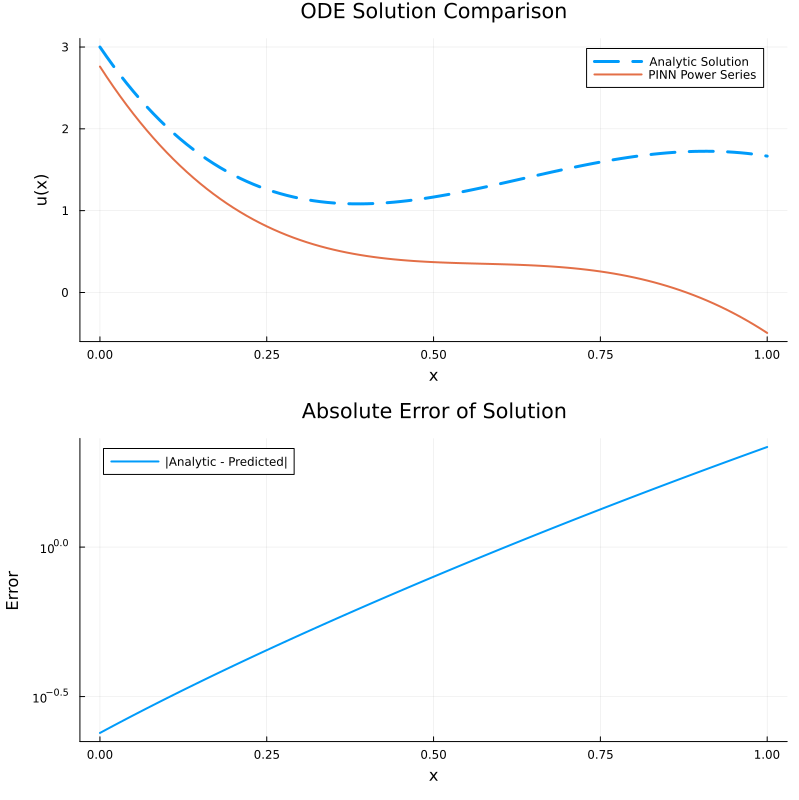 ODE Solution Comparison
3
2
1
0
u(x)
Analytic Solution
PINN Power Series
0.00 0.25 0.50 0.75 1.00
x
Absolute Error of Solution
|Analytic - Predicted|
10^0.0
10^−0.5
Error
0.00 0.25 0.50 0.75 1.00
x